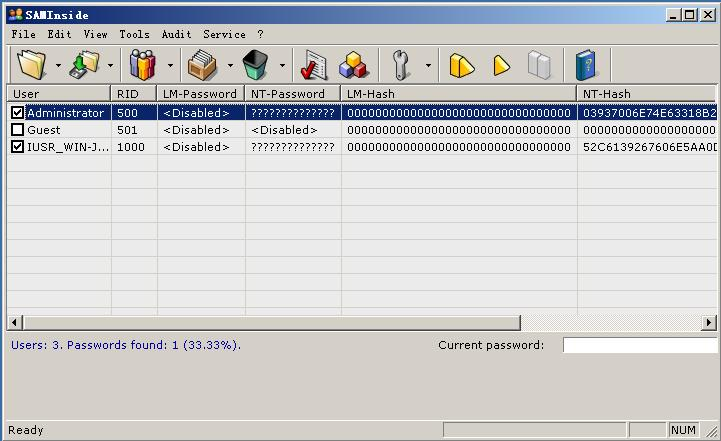 SAMInside
File Edit View Tools Audit Service ?
User RID LM-Password NT-Password LM-Hash NT-Hash
Administrator 500 <Disabled> ?????????????? 00000000000000000000000000000000 03937006E74E63318B2
Guest 501 <Disabled> <Disabled> 00000000000000000000000000000000 0000000000000000000
IUSR_WIN-J... 1000 <Disabled> ?????????????? 00000000000000000000000000000000 52C6139267606E5AA0D
Users: 3. Passwords found: 1 (33.33%). Current password:
Ready NUM